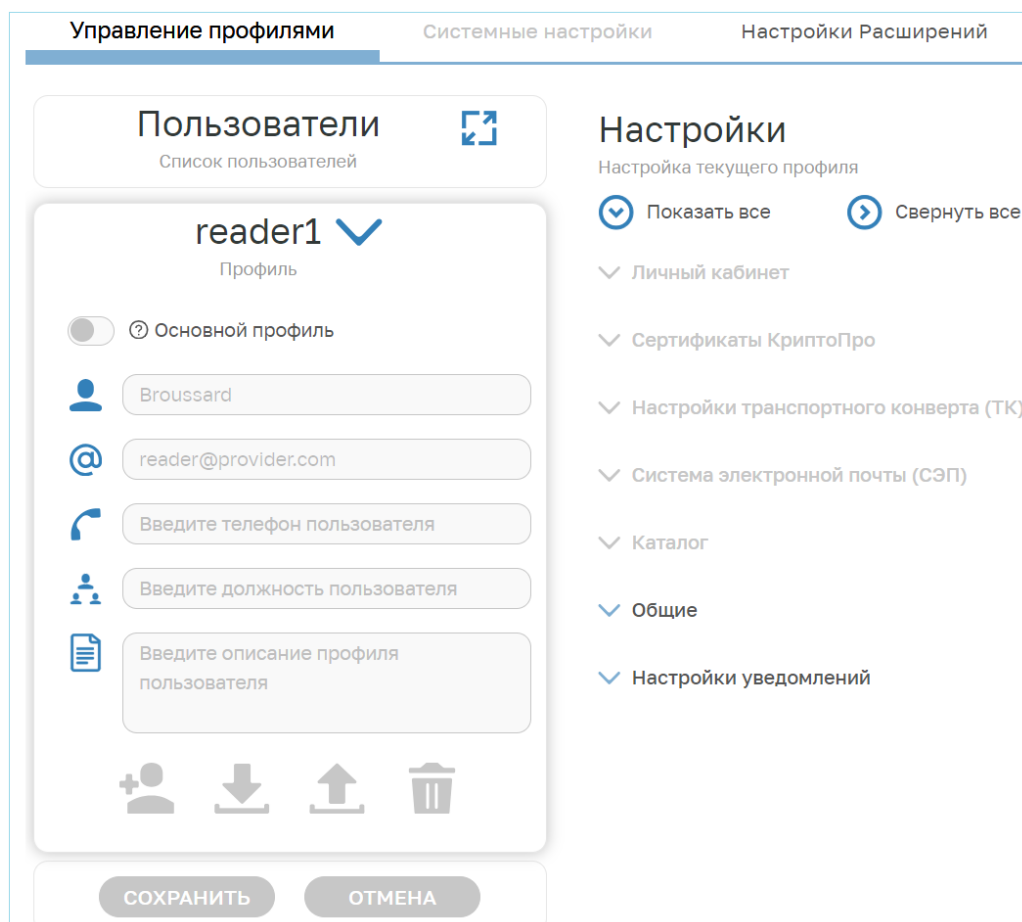 Управление профилями
Системные настройки
Настройки Расширений
Пользователи
Список пользователей
reader1
Профиль
Основной профиль
Broussard
reader@provider.com
Введите телефон пользователя
Введите должность пользователя
Введите описание профиля
пользователя
СОХРАНИТЬ
ОТМЕНА
Настройки
Настройка текущего профиля
Показать все
Свернуть все
Личный кабинет
Сертификаты КриптоПро
Настройки транспортного конверта (ТК)
Система электронной почты (СЭП)
Каталог
Общие
Настройки уведомлений